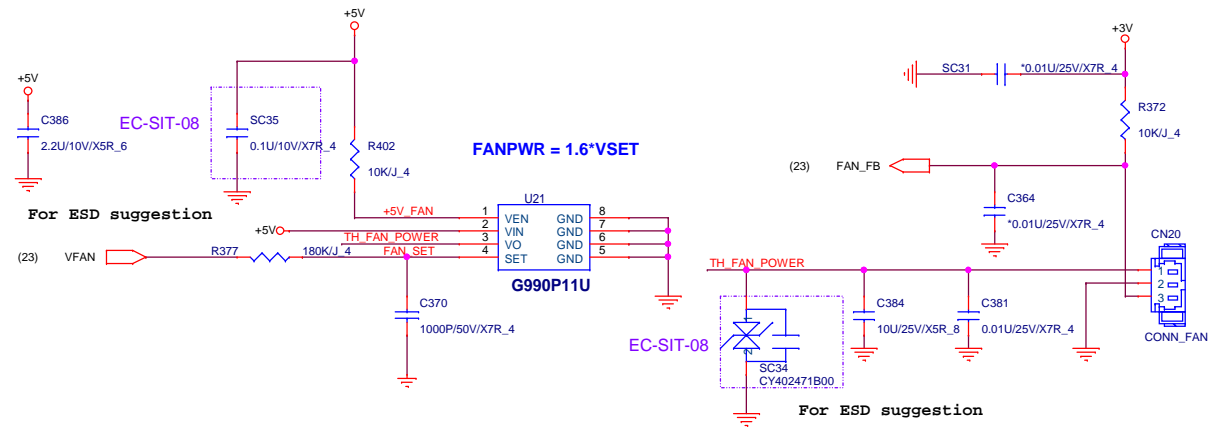 +5V
+5V
C386
2.2U/10V/X5R_6
EC-SIT-08
SC35
0.1U/10V/X7R_4
R402
10K/J_4
For ESD suggestion
FANPWR = 1.6*VSET
U21
+5V_FAN
1 VEN GND 8
+5V
2 VIN GND 7
TH_FAN_POWER
3 VO GND 6
FAN_SET
4 SET GND 5
G990P11U
(23) VFAN
R377
180K/J_4
C370
1000P/50V/X7R_4
+3V
SC31
*0.01U/25V/X7R_4
R372
10K/J_4
(23) FAN_FB
C364
*0.01U/25V/X7R_4
TH_FAN_POWER
CN20
1
2
3
CONN_FAN
C384
10U/25V/X5R_8
C381
0.01U/25V/X7R_4
EC-SIT-08
1
2
SC34
CY402471B00
For ESD suggestion